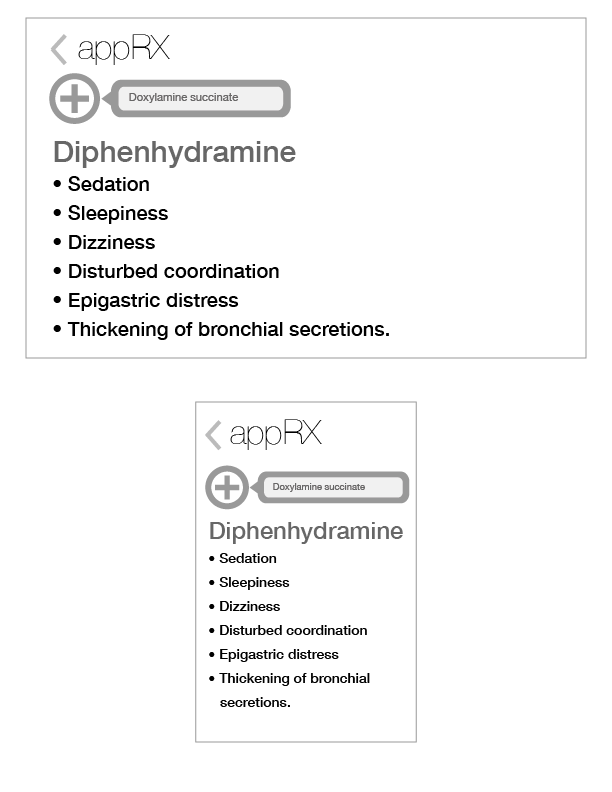 appRX
Doxylamine succinate
Diphenhydramine
• Sedation
• Sleepiness
• Dizziness
• Disturbed coordination
• Epigastric distress
• Thickening of bronchial secretions.
appRX
Doxylamine succinate
Diphenhydramine
• Sedation
• Sleepiness
• Dizziness
• Disturbed coordination
• Epigastric distress
• Thickening of bronchial
secretions.